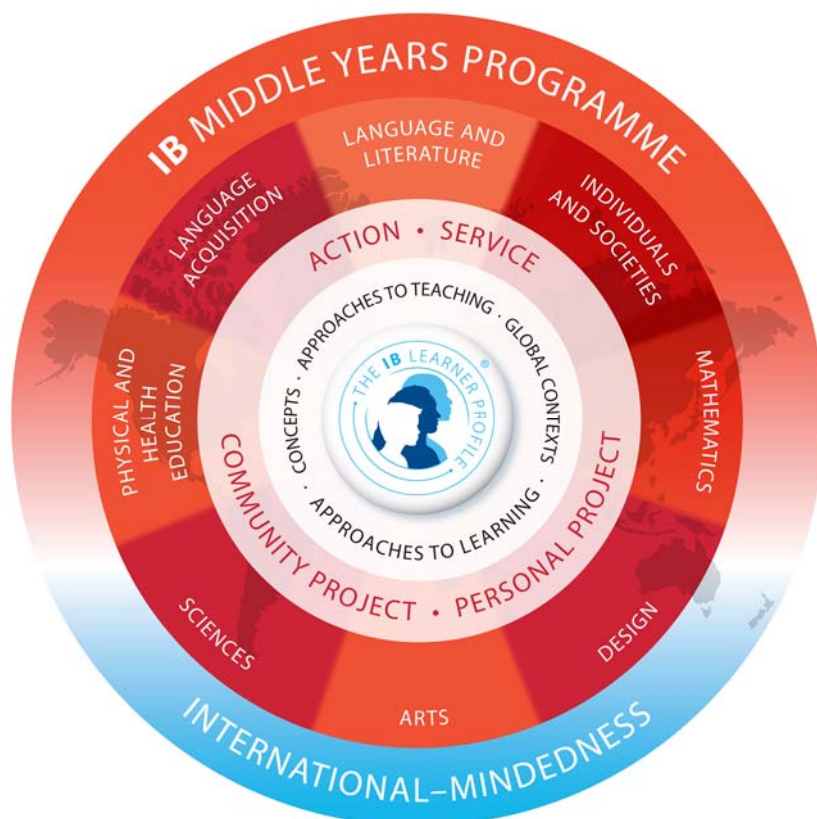 IB MIDDLE YEARS PROGRAMME
LANGUAGE AND
LITERATURE
INDIVIDUALS
AND SOCIETIES
MATHEMATICS
DESIGN
ARTS
SCIENCES
PHYSICAL AND
HEALTH
EDUCATION
LANGUAGE
ACQUISITION
ACTION • SERVICE
COMMUNITY PROJECT • PERSONAL PROJECT
· CONCEPTS · APPROACHES TO TEACHING · GLOBAL CONTEXTS ·
APPROACHES TO LEARNING
• THE IB LEARNER PROFILE •
®
INTERNATIONAL–MINDEDNESS